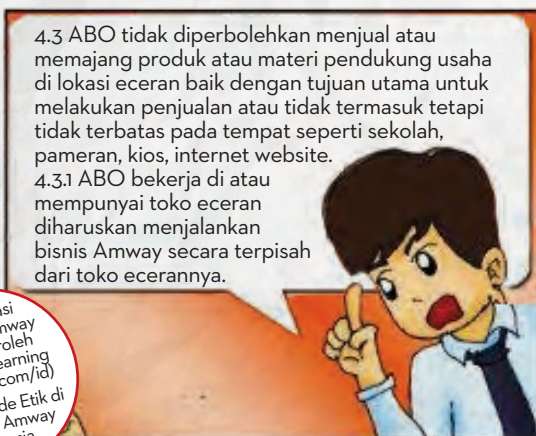 4.3 ABO tidak diperbolehkan menjual atau
memajang produk atau materi pendukung usaha
di lokasi eceran baik dengan tujuan utama untuk
melakukan penjualan atau tidak termasuk tetapi
tidak terbatas pada tempat seperti sekolah,
pameran, kios, internet website.
4.3.1 ABO bekerja di atau
mempunyai toko eceran
diharuskan menjalankan
bisnis Amway secara terpisah
dari toko ecerannya.
com/id)
Etik di
Amway